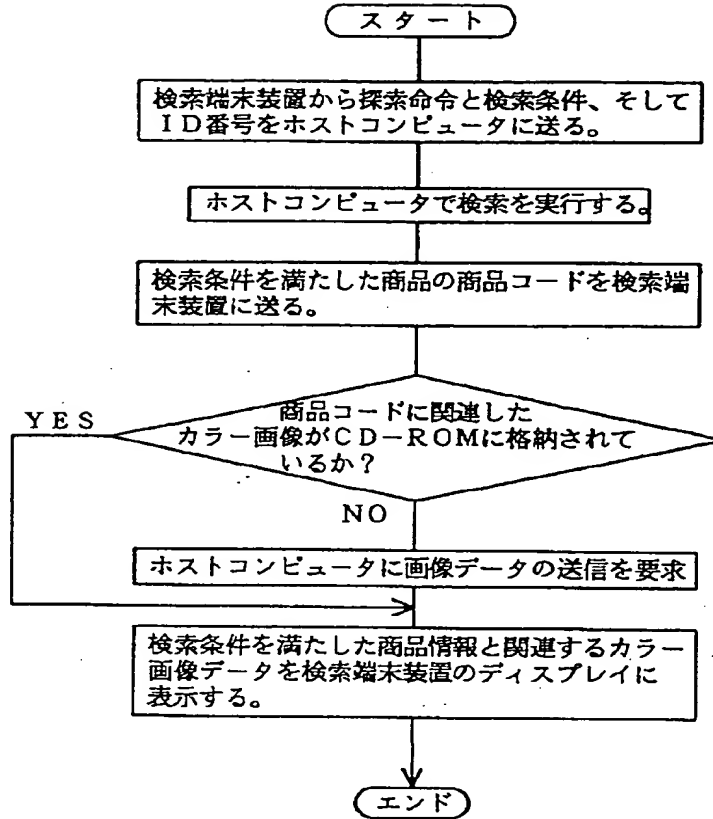 スタート
検索端末装置から探索命令と検索条件、そして
ID番号をホストコンピュータに送る。
ホストコンピュータで検索を実行する。
検索条件を満たした商品の商品コードを検索端
末装置に送る。
商品コードに関連した
YES
カラー画像がCD-ROMに格納されて
いるか?
NO
ホストコンピュータに画像データの送信を要求
検索条件を満たした商品情報と関連するカラー
画像データを検索端末装置のディスプレイに
表示する。
エンド